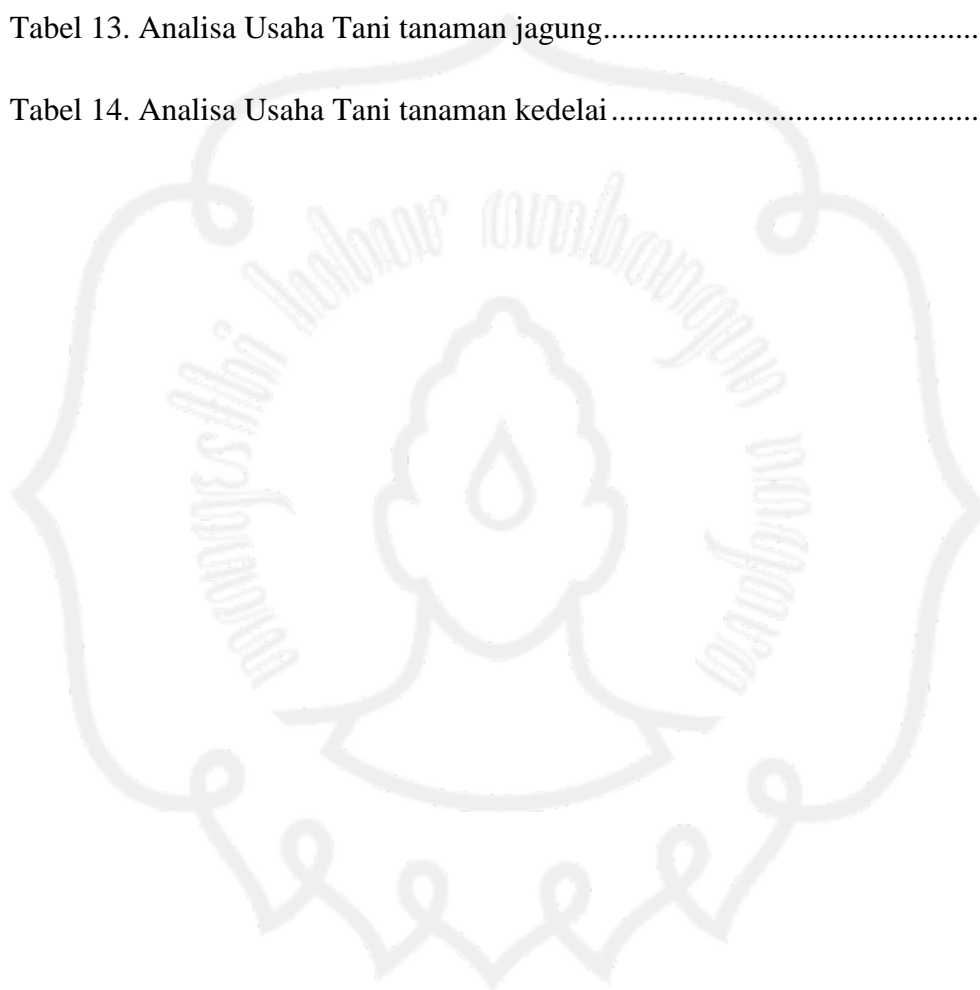 Tabel 13. Analisa Usaha Tani tanaman jagung...............................................
Tabel 14. Analisa Usaha Tani tanaman kedelai..............................................